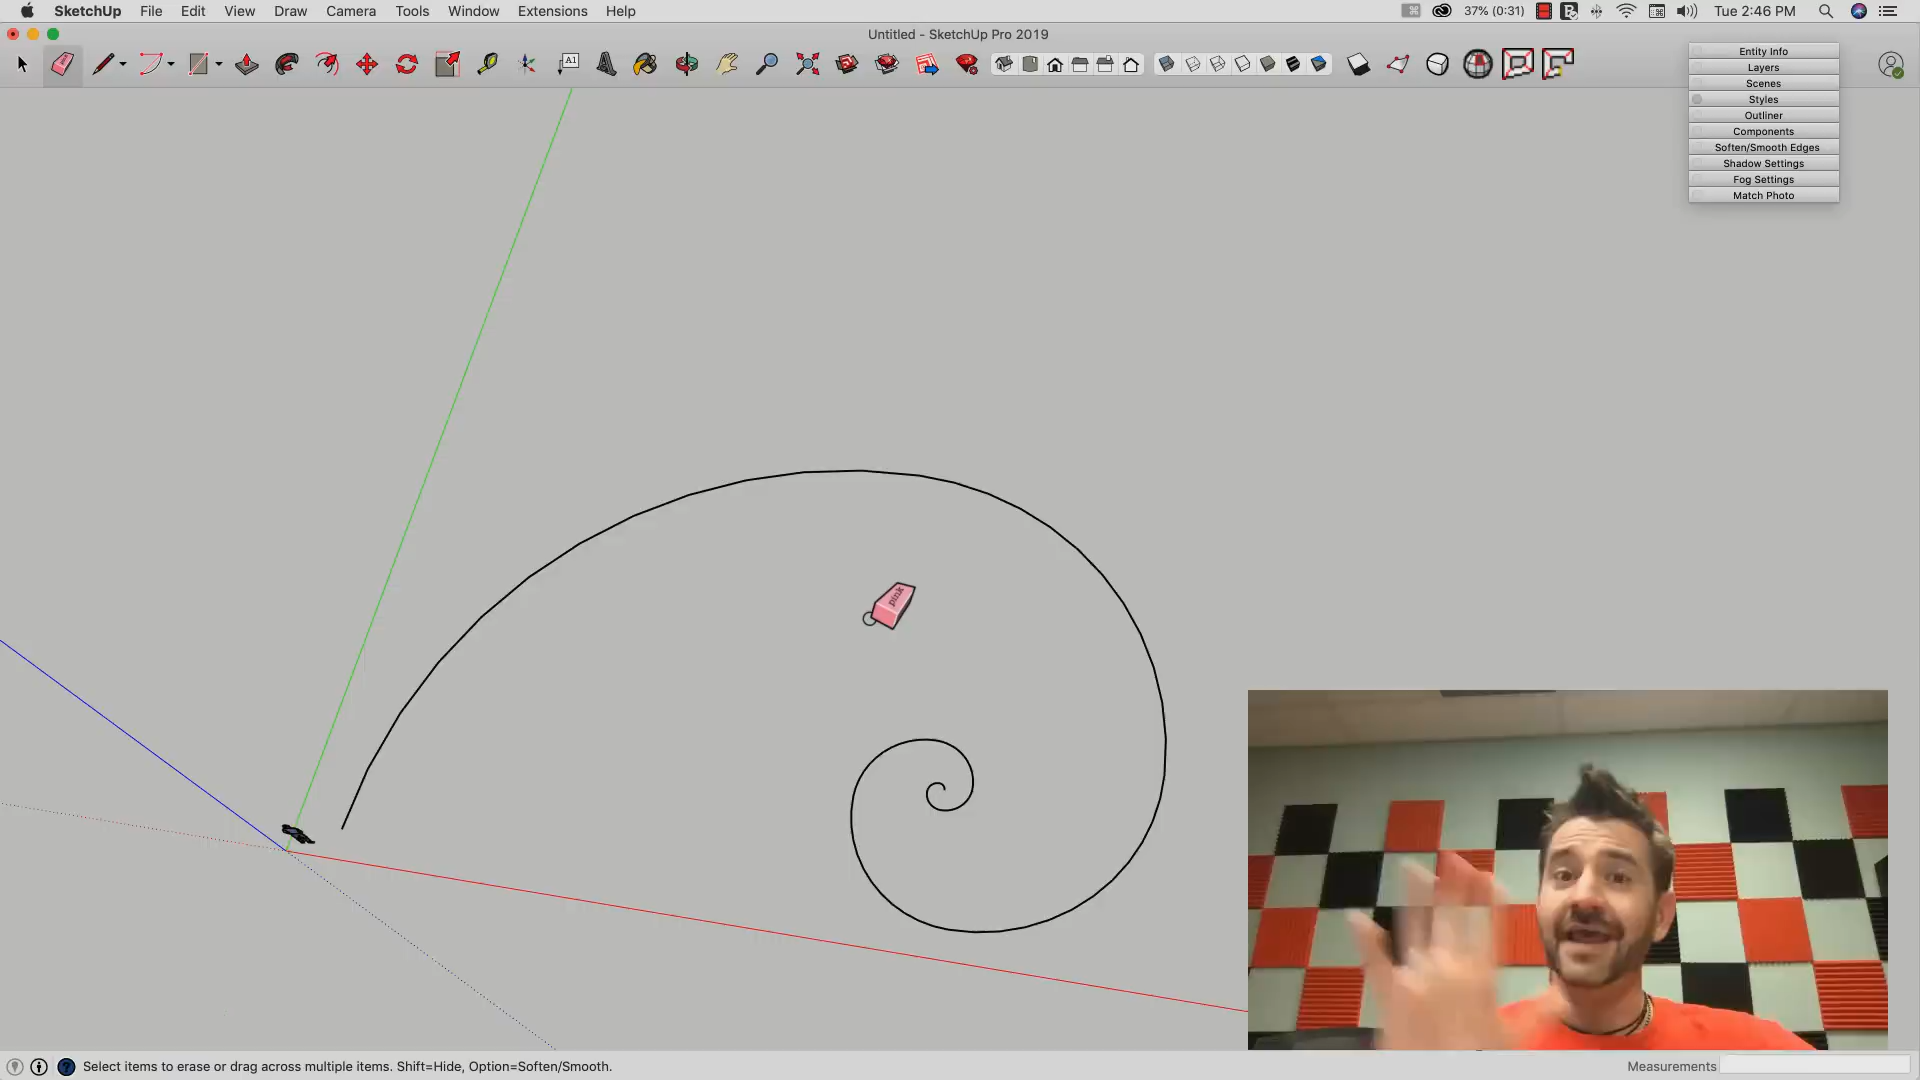 SketchUp File Edit View Draw Camera Tools Window Extensions Help 37% (0:31) Tue 2:46 PM
Untitled - SketchUp Pro 2019
A1
Entity Info
Layers
Scenes
Styles
Outliner
Components
Soften/Smooth Edges
Shadow Settings
Fog Settings
Match Photo
pink
Select items to erase or drag across multiple items. Shift=Hide, Option=Soften/Smooth.
Measurements